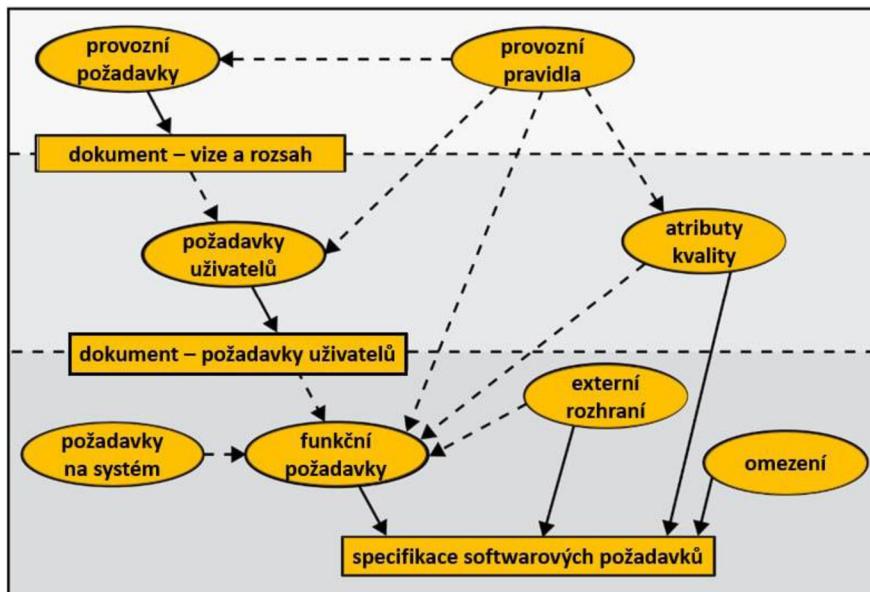 provozní
požadavky
provozní
pravidla
dokument – vize a rozsah
požadavky
uživatelů
atributy
kvality
dokument – požadavky uživatelů
externí
rozhraní
požadavky
na systém
funkční
požadavky
omezení
specifikace softwarových požadavků